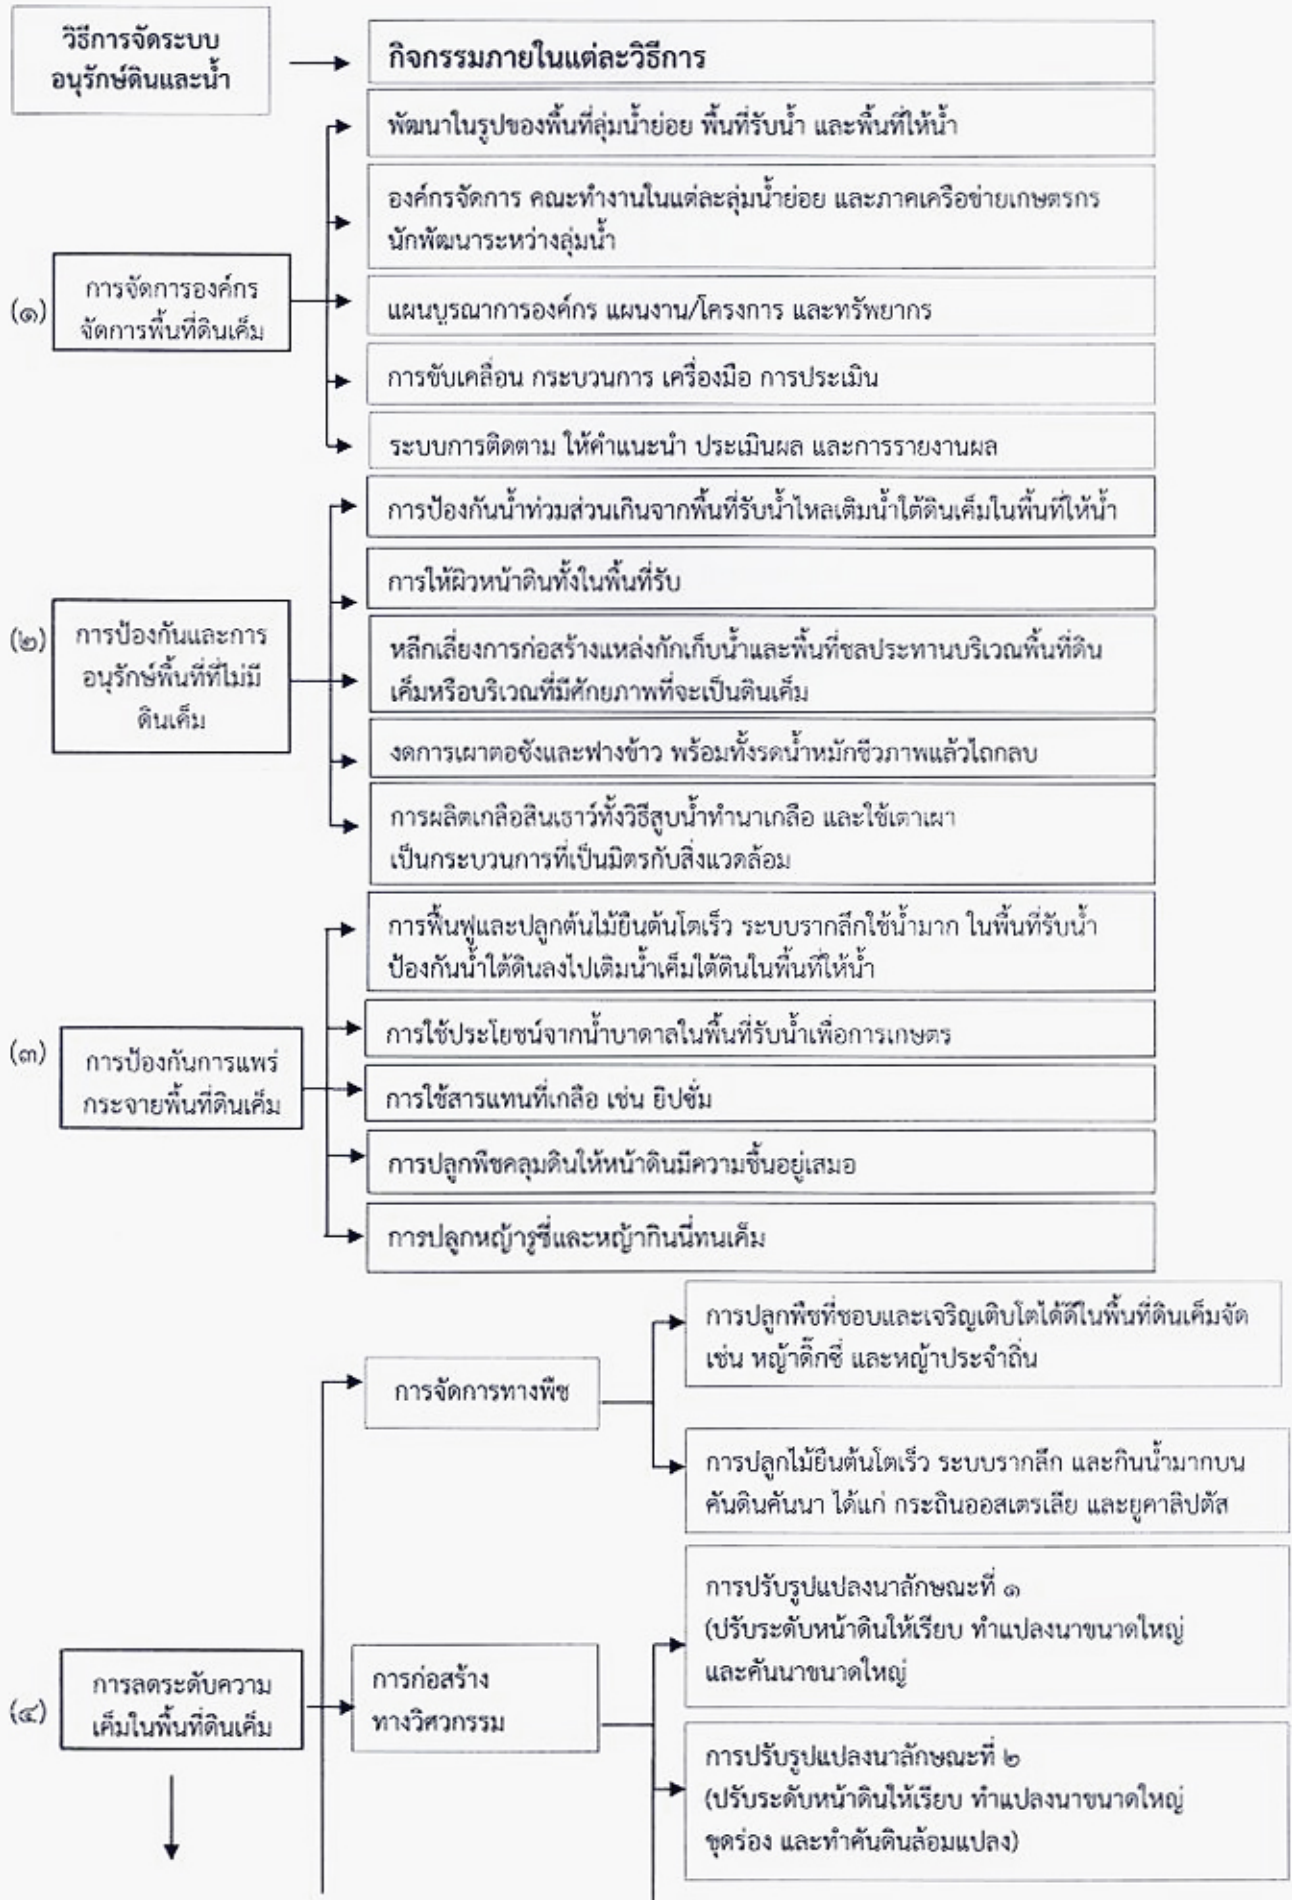 วิธีการจัดระบบ
อนุรักษ์ดินและน้ำ
กิจกรรมภายในแต่ละวิธีการ
(๑)
การจัดการองค์กร
จัดการพื้นที่ดินเค็ม
พัฒนาในรูปของพื้นที่ลุ่มน้ำย่อย พื้นที่รับน้ำ และพื้นที่ให้น้ำ
องค์กรจัดการ คณะทำงานในแต่ละลุ่มน้ำย่อย และภาคเครือข่ายเกษตรกร
นักพัฒนาระหว่างลุ่มน้ำ
แผนบูรณาการองค์กร แผนงาน/โครงการ และทรัพยากร
การขับเคลื่อน กระบวนการ เครื่องมือ การประเมิน
ระบบการติดตาม ให้คำแนะนำ ประเมินผล และการรายงานผล
(๒)
การป้องกันและการ
อนุรักษ์พื้นที่ที่ไม่มี
ดินเค็ม
การป้องกันน้ำท่วมส่วนเกินจากพื้นที่รับน้ำไหลเติมน้ำใต้ดินเค็มในพื้นที่ให้น้ำ
การให้ผิวหน้าดินทั้งในพื้นที่รับ
หลีกเลี่ยงการก่อสร้างแหล่งกักเก็บน้ำและพื้นที่ชลประทานบริเวณพื้นที่ดิน
เค็มหรือบริเวณที่มีศักยภาพที่จะเป็นดินเค็ม
งดการเผาตอซังและฟางข้าว พร้อมทั้งรดน้ำหมักชีวภาพแล้วไถกลบ
การผลิตเกลือสินเธาว์ทั้งวิธีสูบน้ำทำนาเกลือ และใช้เตาเผา
เป็นกระบวนการที่เป็นมิตรกับสิ่งแวดล้อม
(๓)
การป้องกันการแพร่
กระจายพื้นที่ดินเค็ม
การฟื้นฟูและปลูกต้นไม้ยืนต้นโตเร็ว ระบบรากลึกใช้น้ำมาก ในพื้นที่รับน้ำ
ป้องกันน้ำใต้ดินลงไปเติมน้ำเค็มใต้ดินในพื้นที่ให้น้ำ
การใช้ประโยชน์จากน้ำบาดาลในพื้นที่รับน้ำเพื่อการเกษตร
การใช้สารแทนที่เกลือ เช่น ยิปซั่ม
การปลูกพืชคลุมดินให้หน้าดินมีความชื้นอยู่เสมอ
การปลูกหญ้ารูซี่และหญ้ากินนี่ทนเค็ม
(๔)
การลดระดับความ
เค็มในพื้นที่ดินเค็ม
การจัดการทางพืช
การปลูกพืชที่ชอบและเจริญเติบโตได้ดีในพื้นที่ดินเค็มจัด
เช่น หญ้าดิ๊กซี่ และหญ้าประจำถิ่น
การปลูกไม้ยืนต้นโตเร็ว ระบบรากลึก และกินน้ำมากบน
คันดินคันนา ได้แก่ กระถินออสเตรเลีย และยูคาลิปตัส
การก่อสร้าง
ทางวิศวกรรม
การปรับรูปแปลงนาลักษณะที่ ๑
(ปรับระดับหน้าดินให้เรียบ ทำแปลงนาขนาดใหญ่
และคันนาขนาดใหญ่)
การปรับรูปแปลงนาลักษณะที่ ๒
(ปรับระดับหน้าดินให้เรียบ ทำแปลงนาขนาดใหญ่
ขุดร่อง และทำคันดินล้อมแปลง)